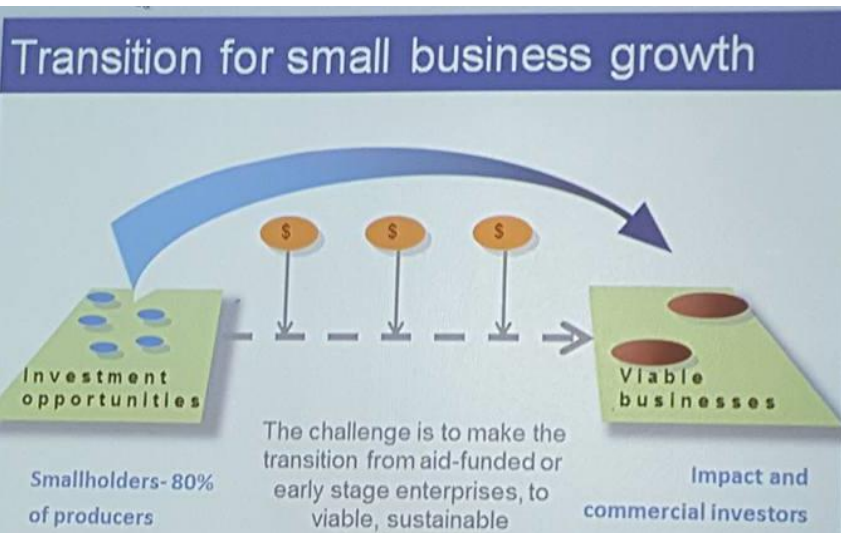 Transition for small business growth
$ $ $
Investment
opportunities
Viable
businesses
The challenge is to make the
transition from aid-funded or
early stage enterprises, to
viable, sustainable
Smallholders- 80%
of producers
Impact and
commercial investors